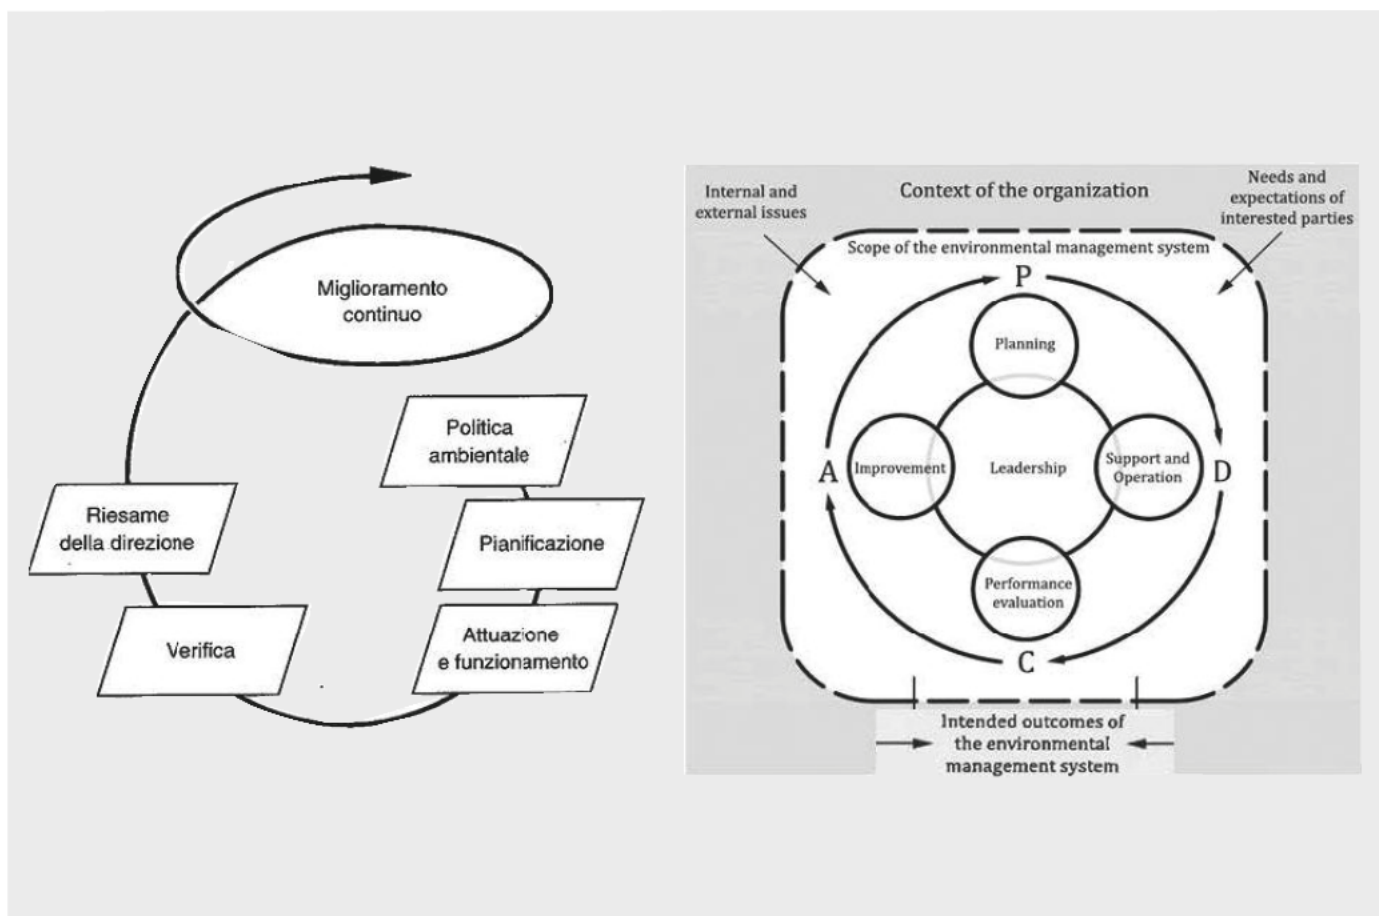 Miglioramento
continuo
Politica
ambientale
Pianificazione
Attuazione
e funzionamento
Verifica
Riesame
della direzione
Internal and
external issues
Context of the organization
Needs and
expectations of
interested parties
Scope of the environmental management system
P
Planning
A
Improvement
Leadership
Support and
Operation
D
Performance
evaluation
C
Intended outcomes of
the environmental
management system